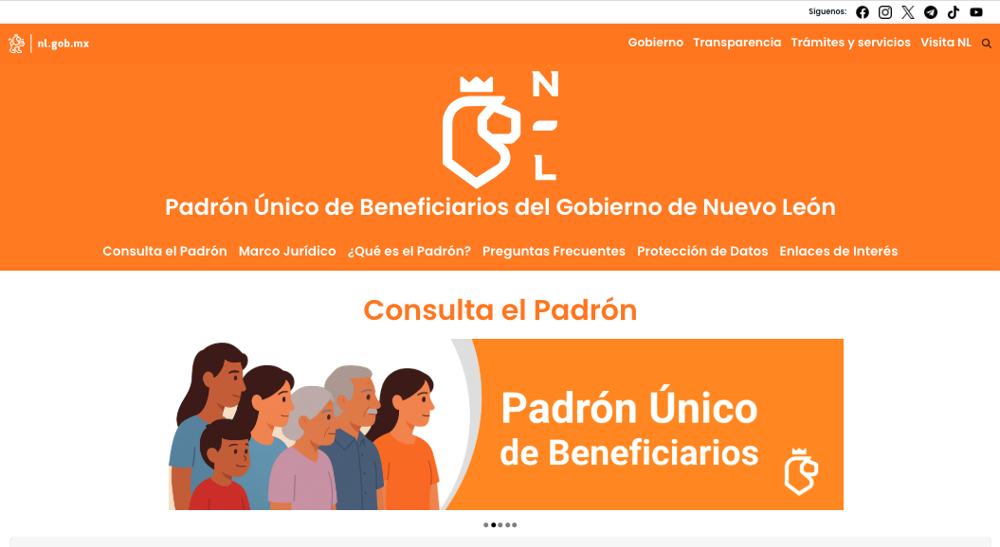 Síguenos:
nl.gob.mx
Gobierno Transparencia Trámites y servicios Visita NL
N
L
Padrón Único de Beneficiarios del Gobierno de Nuevo León
Consulta el Padrón Marco Jurídico ¿Qué es el Padrón? Preguntas Frecuentes Protección de Datos Enlaces de Interés
Consulta el Padrón
Padrón Único
de Beneficiarios